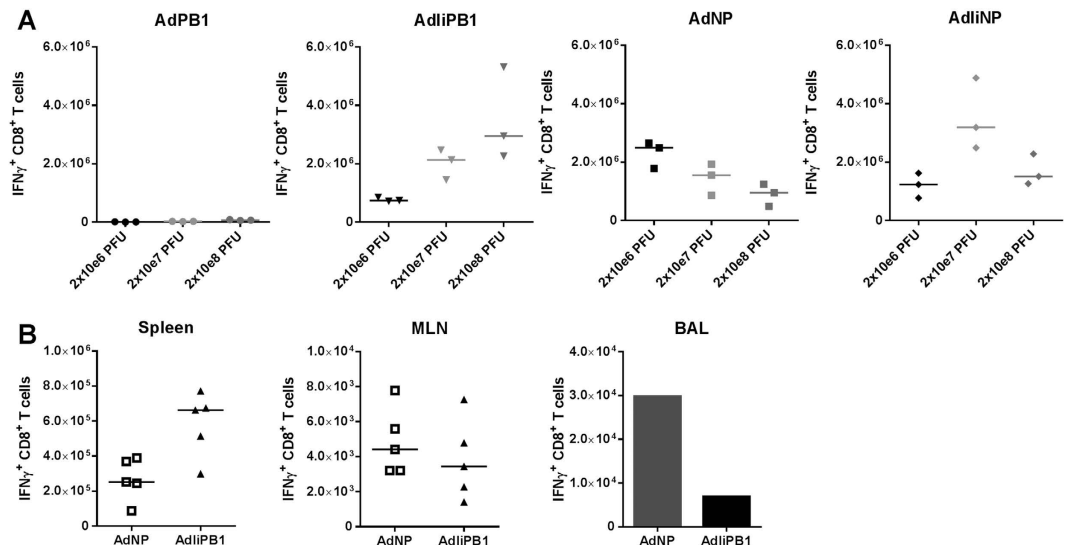 A
AdPB1
IFNγ⁺ CD8⁺ T cells
6.0×10⁶
4.0×10⁶
2.0×10⁶
0
2x10e6 PFU
2x10e7 PFU
2x10e8 PFU
AdIiPB1
IFNγ⁺ CD8⁺ T cells
6.0×10⁶
4.0×10⁶
2.0×10⁶
0
2x10e6 PFU
2x10e7 PFU
2x10e8 PFU
AdNP
IFNγ⁺ CD8⁺ T cells
6.0×10⁶
4.0×10⁶
2.0×10⁶
0
2x10e6 PFU
2x10e7 PFU
2x10e8 PFU
AdIiNP
IFNγ⁺ CD8⁺ T cells
6.0×10⁶
4.0×10⁶
2.0×10⁶
0
2x10e6 PFU
2x10e7 PFU
2x10e8 PFU
B
Spleen
IFNγ⁺ CD8⁺ T cells
1.0×10⁶
8.0×10⁵
6.0×10⁵
4.0×10⁵
2.0×10⁵
0
AdNP
AdIiPB1
MLN
IFNγ⁺ CD8⁺ T cells
1.0×10⁴
8.0×10³
6.0×10³
4.0×10³
2.0×10³
0
AdNP
AdIiPB1
BAL
IFNγ⁺ CD8⁺ T cells
4.0×10⁴
3.0×10⁴
2.0×10⁴
1.0×10⁴
0
AdNP
AdIiPB1